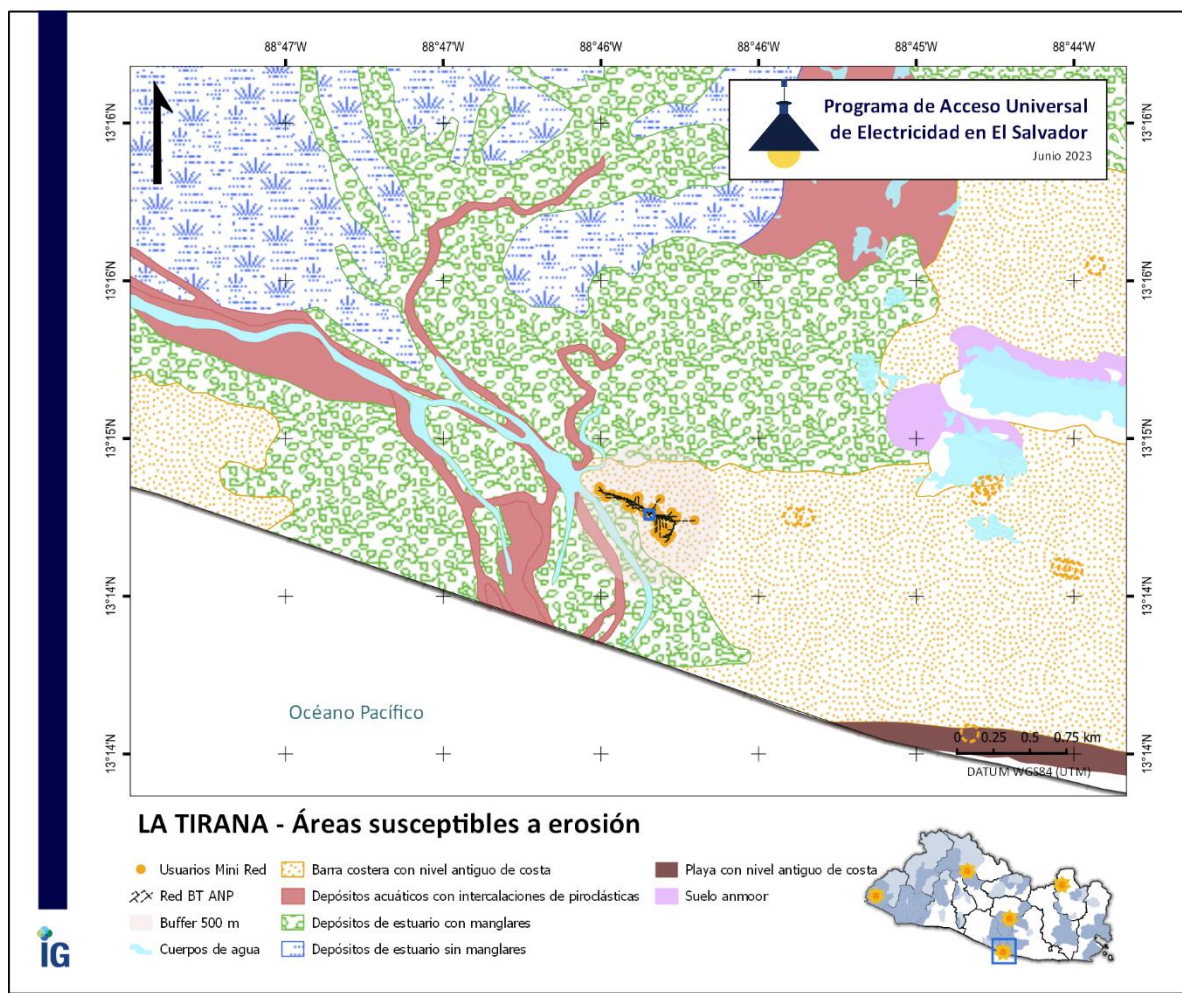 88°47'W 88°47'W 88°46'W 88°46'W 88°45'W 88°44'W
Programa de Acceso Universal
de Electricidad en El Salvador
Junio 2023
13°16'N 13°16'N
13°16'N 13°16'N
13°15'N 13°15'N
13°14'N 13°14'N
13°14'N 13°14'N
Océano Pacífico
0 0.25 0.5 0.75 km
DATUM WGS84 (UTM)
LA TIRANA - Áreas susceptibles a erosión
Usuarios Mini Red
Red BT ANP
Buffer 500 m
Cuerpos de agua
Barra costera con nivel antiguo de costa
Depósitos acuáticos con intercalaciones de piroclásticas
Depósitos de estuario con manglares
Depósitos de estuario sin manglares
Playa con nivel antiguo de costa
Suelo anmoor
iG